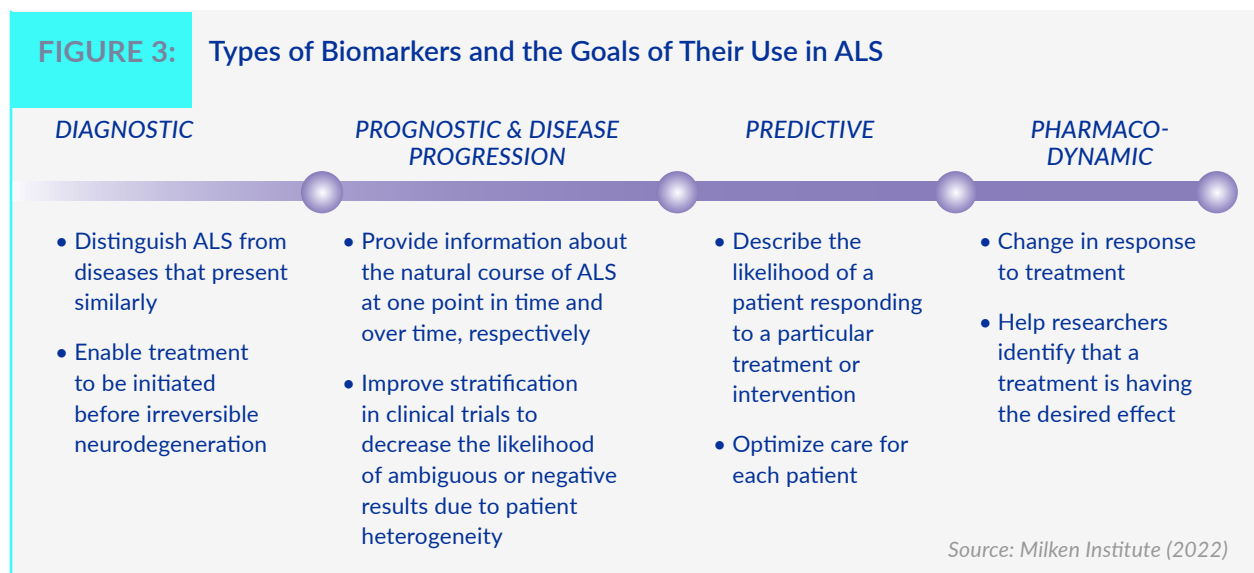 FIGURE 3:
Types of Biomarkers and the Goals of Their Use in ALS
DIAGNOSTIC
• Distinguish ALS from
diseases that present
similarly
• Enable treatment
to be initiated
before irreversible
neurodegeneration
PROGNOSTIC & DISEASE
PROGRESSION
• Provide information about
the natural course of ALS
at one point in time and
over time, respectively
• Improve stratification
in clinical trials to
decrease the likelihood
of ambiguous or negative
results due to patient
heterogeneity
PREDICTIVE
• Describe the
likelihood of a
patient responding
to a particular
treatment or
intervention
• Optimize care for
each patient
PHARMACO-
DYNAMIC
• Change in response
to treatment
• Help researchers
identify that a
treatment is having
the desired effect
Source: Milken Institute (2022)